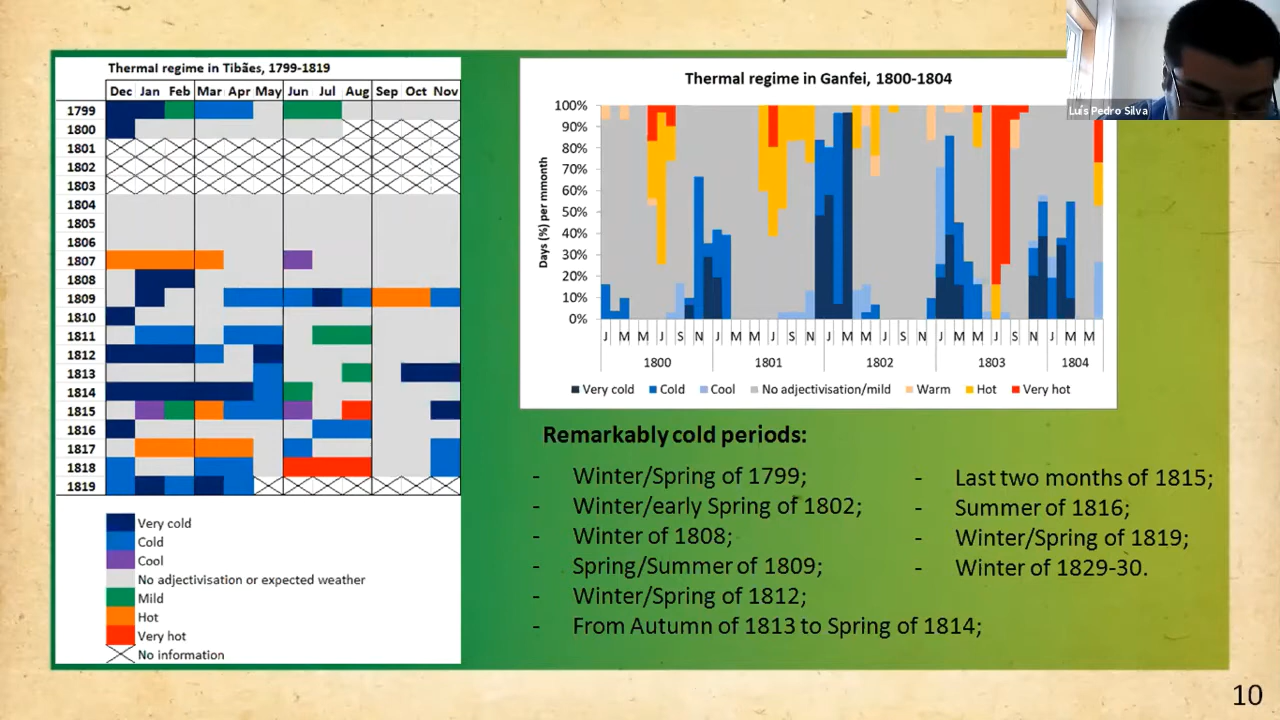 Thermal regime in Tibães, 1799-1819
Dec Jan Feb Mar Apr May Jun Jul Aug Sep Oct Nov
1799
1800
1801
1802
1803
1804
1805
1806
1807
1808
1809
1810
1811
1812
1813
1814
1815
1816
1817
1818
1819
Very cold
Cold
Cool
No adjectivisation or expected weather
Mild
Hot
Very hot
No information
Thermal regime in Ganfei, 1800-1804
Luís Pedro Silva
Days (%) per mmonth
100%
90%
80%
70%
60%
50%
40%
30%
20%
10%
0%
J M M J S N J M M J S N J M M J S N J M M J S N J M M
1800 1801 1802 1803 1804
Very cold Cold Cool No adjectivisation/mild Warm Hot Very hot
Remarkably cold periods:
- Winter/Spring of 1799;
- Winter/early Spring of 1802;
- Winter of 1808;
- Spring/Summer of 1809;
- Winter/Spring of 1812;
- From Autumn of 1813 to Spring of 1814;
- Last two months of 1815;
- Summer of 1816;
- Winter/Spring of 1819;
- Winter of 1829-30.
10